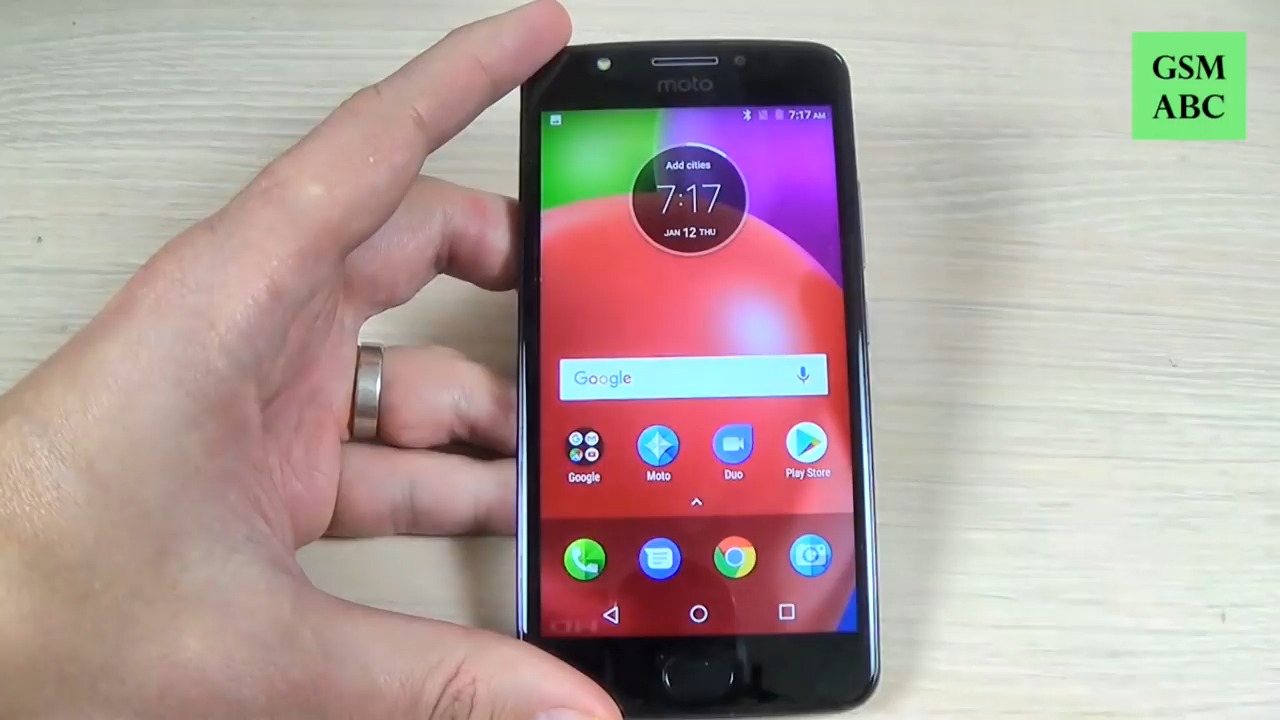 GSM
ABC
moto
7:17 AM
Add cities
7:17
JAN 12 THU
Google
Google
Moto
Duo
Play Store